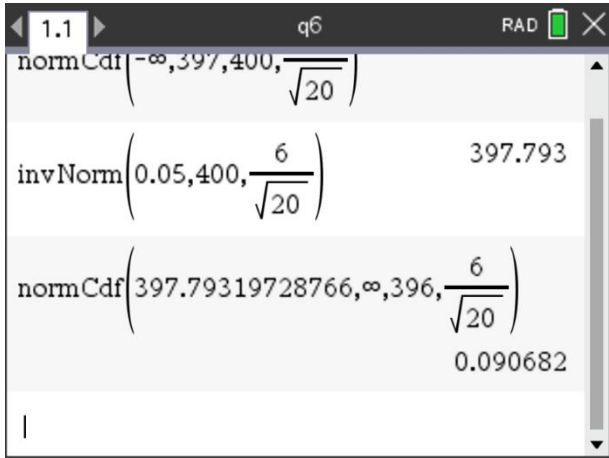 1.1 q6 RAD
normCdf(-∞,397,400,
√20)
invNorm(0.05,400,6/√20) 397.793
normCdf(397.79319728766,∞,396,6/√20)
0.090682